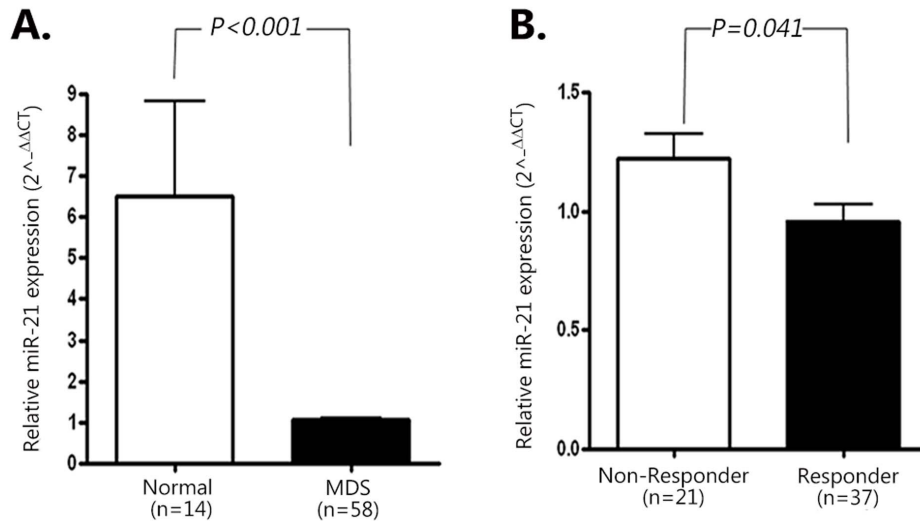 A.
P<0.001
Relative miR-21 expression (2^-ΔΔCT)
9
8
7
6
5
4
3
2
1
0
Normal
(n=14)
MDS
(n=58)
B.
P=0.041
Relative miR-21 expression (2^-ΔΔCT)
1.5
1.0
0.5
0.0
Non-Responder
(n=21)
Responder
(n=37)